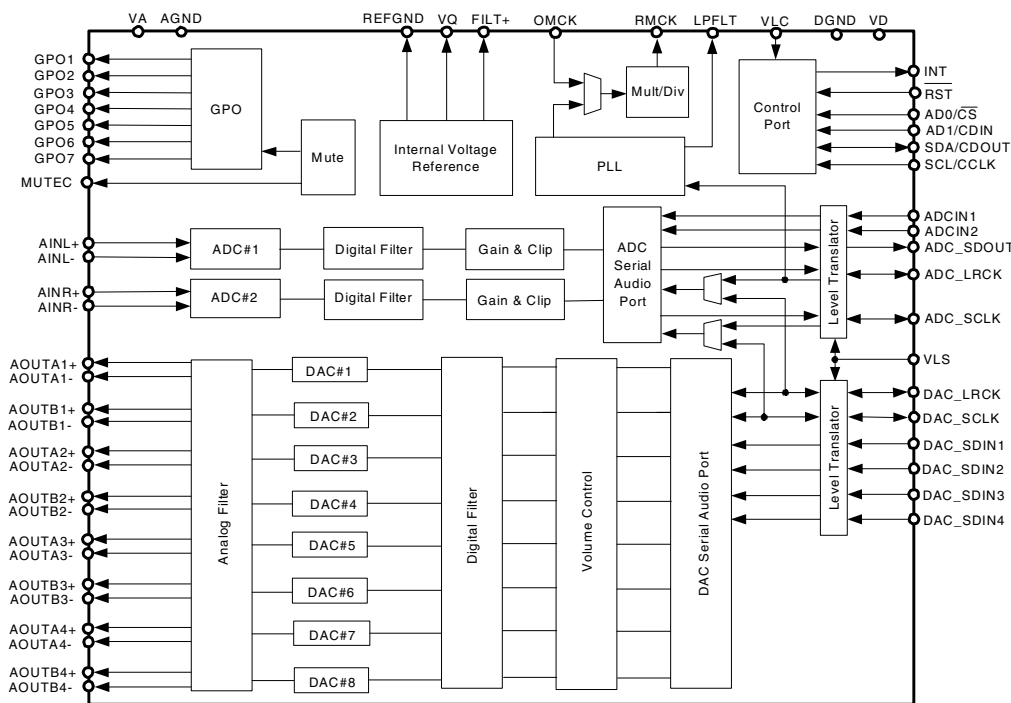 VA
AGND
REFGND
VQ
FILT+
OMCK
RMCK
LPFLT
VLC
DGND
VD
GPO1
GPO2
GPO3
GPO4
GPO5
GPO6
GPO7
MUTEC
GPO
Mute
Internal Voltage
Reference
Mult/Div
PLL
Control
Port
INT
RST
AD0/CS
AD1/CDIN
SDA/CDOUT
SCL/CCLK
AINL+
AINL-
AINR+
AINR-
ADC#1
Digital Filter
Gain & Clip
ADC#2
Digital Filter
Gain & Clip
ADC
Serial
Audio
Port
Level Translator
ADCIN1
ADCIN2
ADC_SDOUT
ADC_LRCK
ADC_SCLK
VLS
AOUTA1+
AOUTA1-
AOUTB1+
AOUTB1-
AOUTA2+
AOUTA2-
AOUTB2+
AOUTB2-
AOUTA3+
AOUTA3-
AOUTB3+
AOUTB3-
AOUTA4+
AOUTA4-
AOUTB4+
AOUTB4-
Analog Filter
DAC#1
DAC#2
DAC#3
DAC#4
DAC#5
DAC#6
DAC#7
DAC#8
Digital Filter
Volume Control
DAC Serial Audio Port
Level Translator
DAC_LRCK
DAC_SCLK
DAC_SDIN1
DAC_SDIN2
DAC_SDIN3
DAC_SDIN4